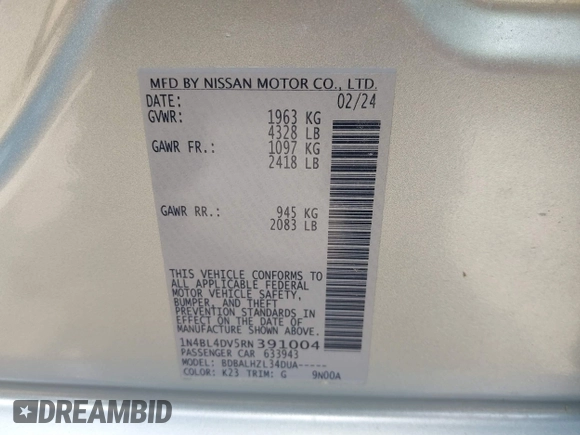 MFD BY NISSAN MOTOR CO., LTD.
DATE: 02/24
GVWR: 1963 KG
4328 LB
GAWR FR.: 1097 KG
2418 LB
GAWR RR.: 945 KG
2083 LB
THIS VEHICLE CONFORMS TO
ALL APPLICABLE FEDERAL
MOTOR VEHICLE SAFETY,
BUMPER, AND THEFT
PREVENTION STANDARDS IN
EFFECT ON THE DATE OF
MANUFACTURE SHOWN ABOVE.
1N4BL4DV5RN391004
PASSENGER CAR 633943
MODEL: BDBALHZL34DUA-----
COLOR: K23 TRIM: G 9N00A
DREAMBID